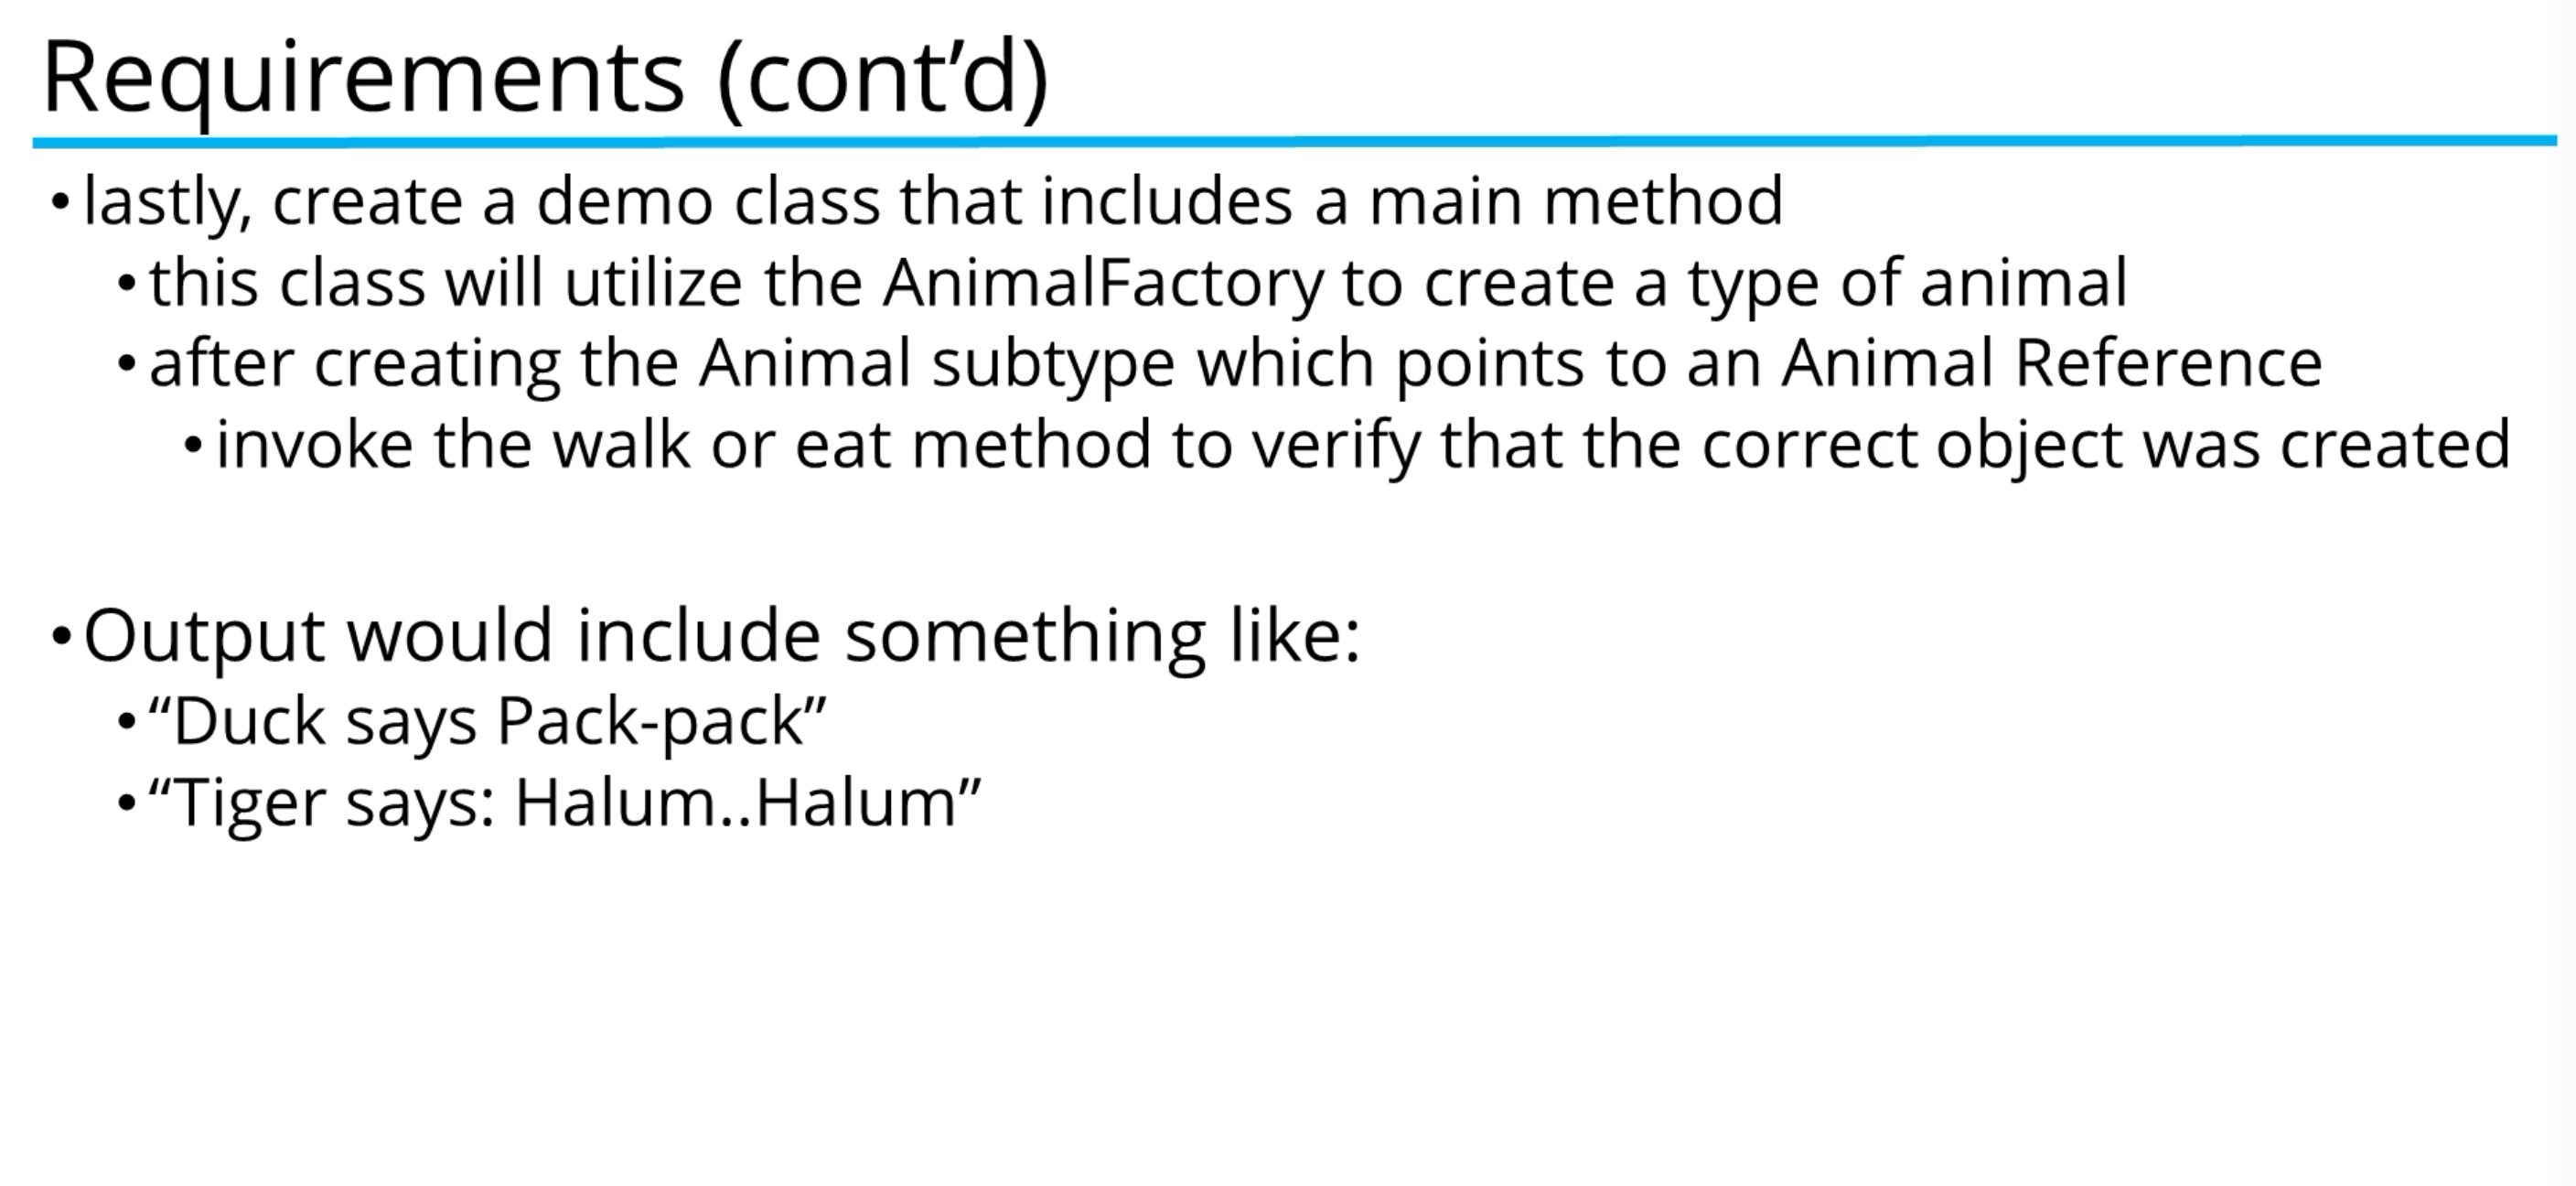 Requirements (cont’d)
• lastly, create a demo class that includes a main method
• this class will utilize the AnimalFactory to create a type of animal
• after creating the Animal subtype which points to an Animal Reference
• invoke the walk or eat method to verify that the correct object was created
• Output would include something like:
• “Duck says Pack-pack”
• “Tiger says: Halum..Halum”